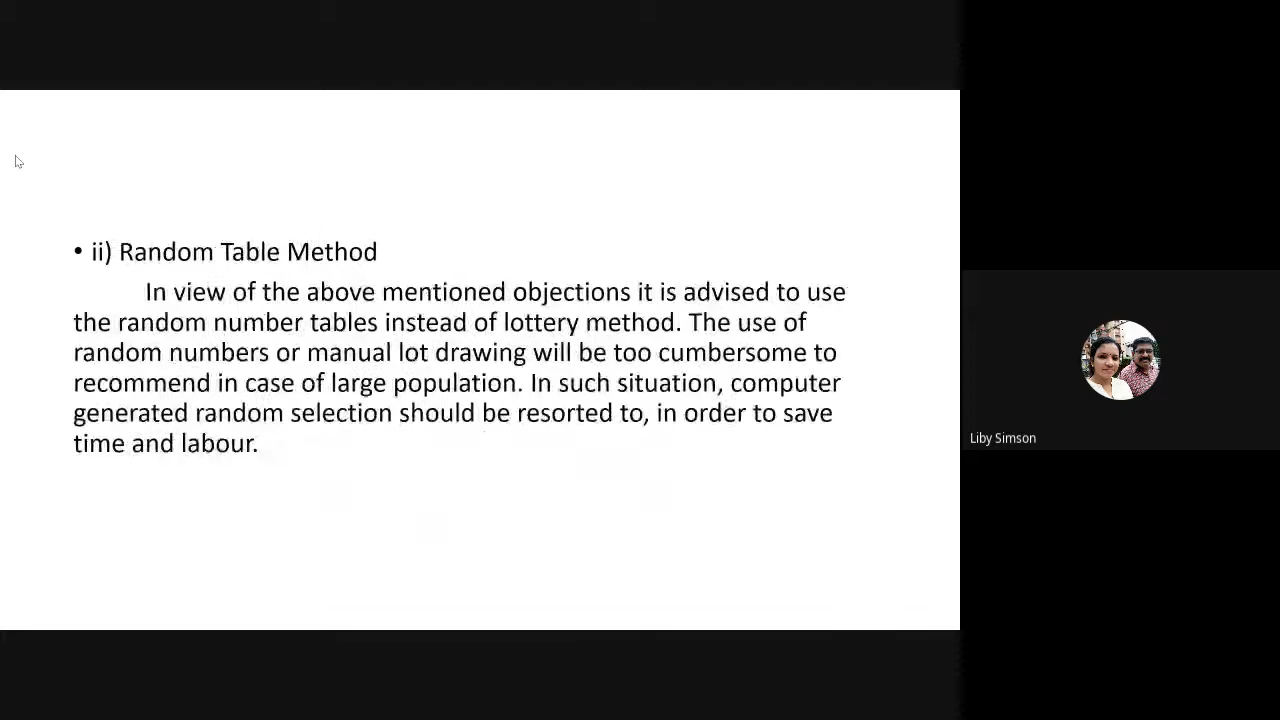 • ii) Random Table Method
In view of the above mentioned objections it is advised to use
the random number tables instead of lottery method. The use of
random numbers or manual lot drawing will be too cumbersome to
recommend in case of large population. In such situation, computer
generated random selection should be resorted to, in order to save
time and labour.
Liby Simson